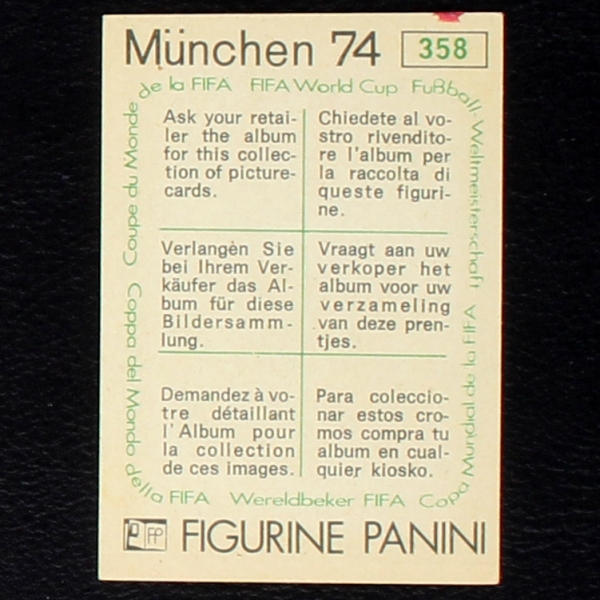 München 74 358
de la FIFA FIFA World Cup Fußball-Weltmeisterschaft
Ask your retai-
ler the album
for this collec-
tion of picture-
cards.
Chiedete al vo-
stro rivendito-
re l'album per
la raccolta di
queste figuri-
ne.
Verlangèn Sie
bei Ihrem Ver-
käufer das Al-
bum für diese
Bildersamm-
lung.
Vraagt aan uw
verkoper het
album voor uw
verzameling
van deze pren-
tjes.
Demandez à vo-
tre détaillant
l'Album pour
la collection
de ces images.
Para coleccio-
nar estos cro-
mos compra tu
album en cual-
quier kiosko.
Coupe du Monde
Coppa del Mondo
Copa Mundial de la FIFA
della FIFA Wereldbeker FIFA
FP FIGURINE PANINI